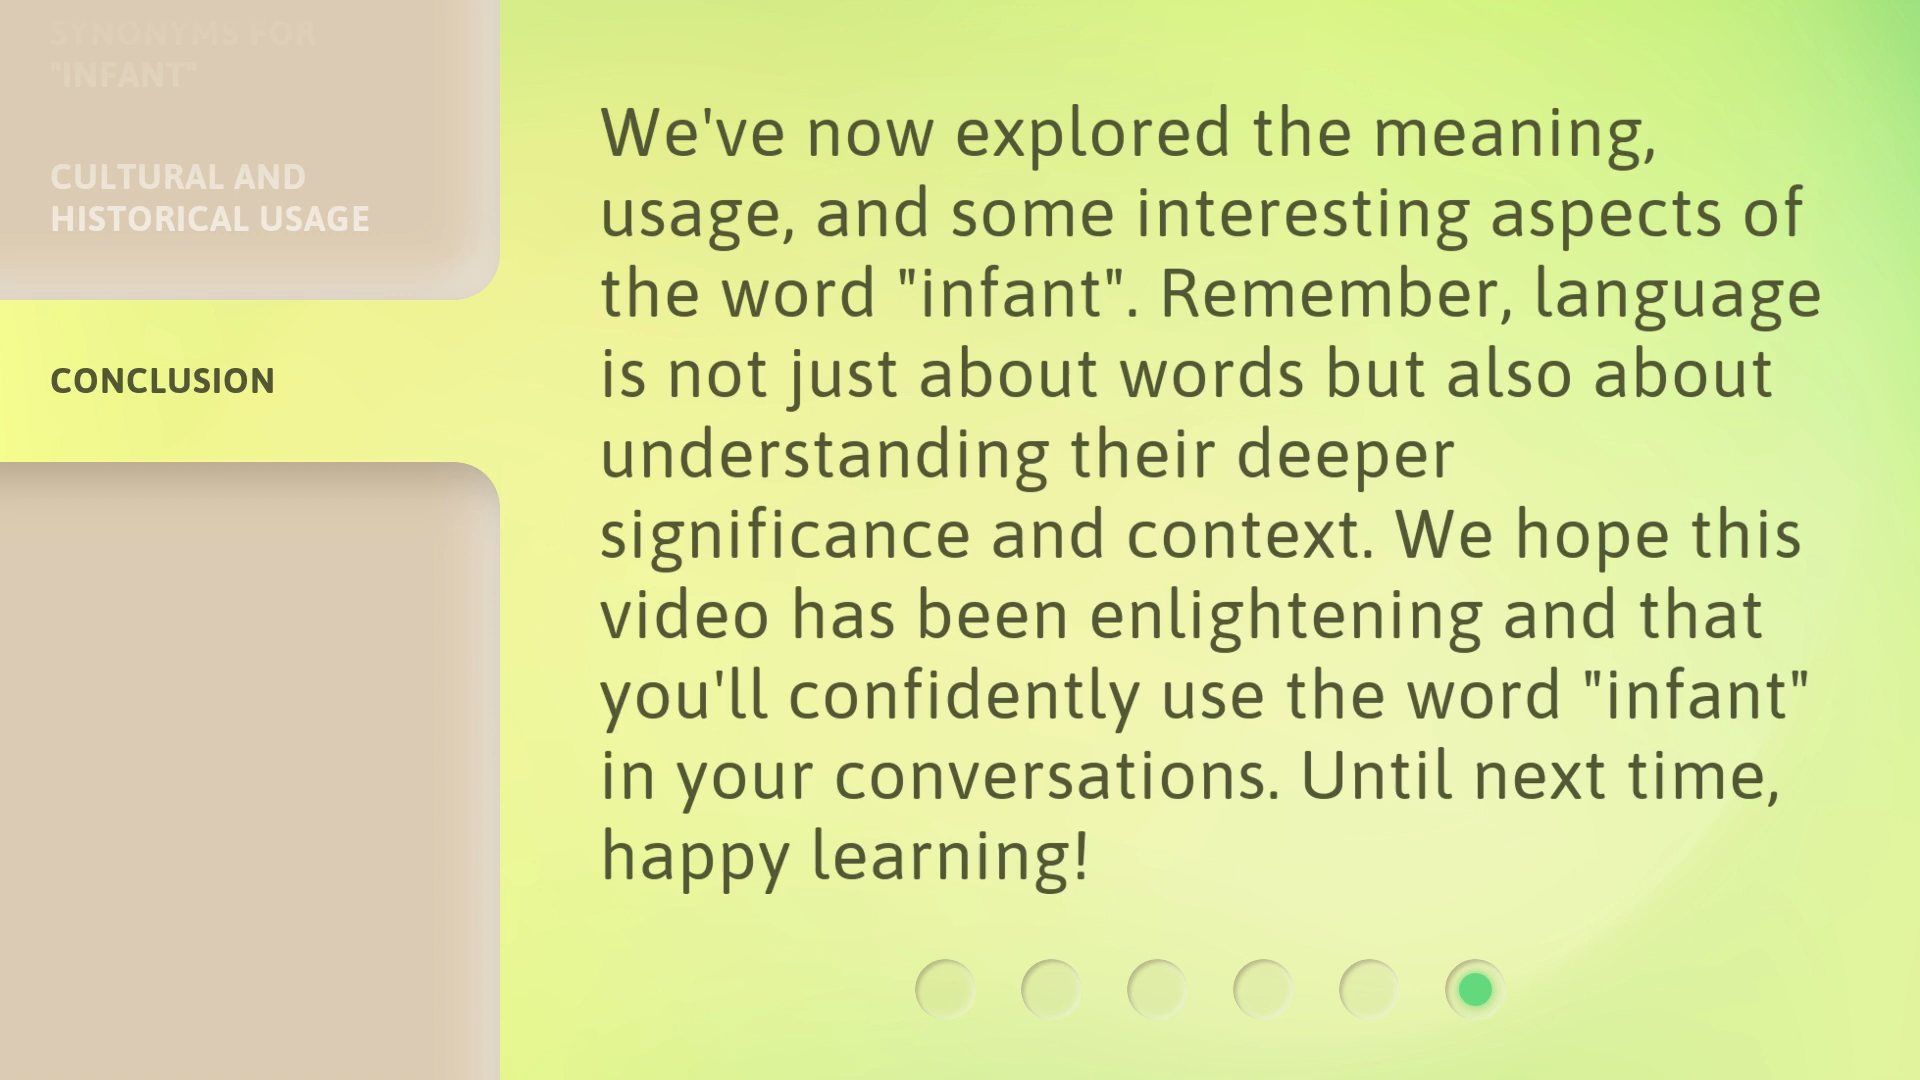 SYNONYMS FOR
"INFANT"
CULTURAL AND
HISTORICAL USAGE
CONCLUSION
We've now explored the meaning,
usage, and some interesting aspects of
the word "infant". Remember, language
is not just about words but also about
understanding their deeper
significance and context. We hope this
video has been enlightening and that
you'll confidently use the word "infant"
in your conversations. Until next time,
happy learning!